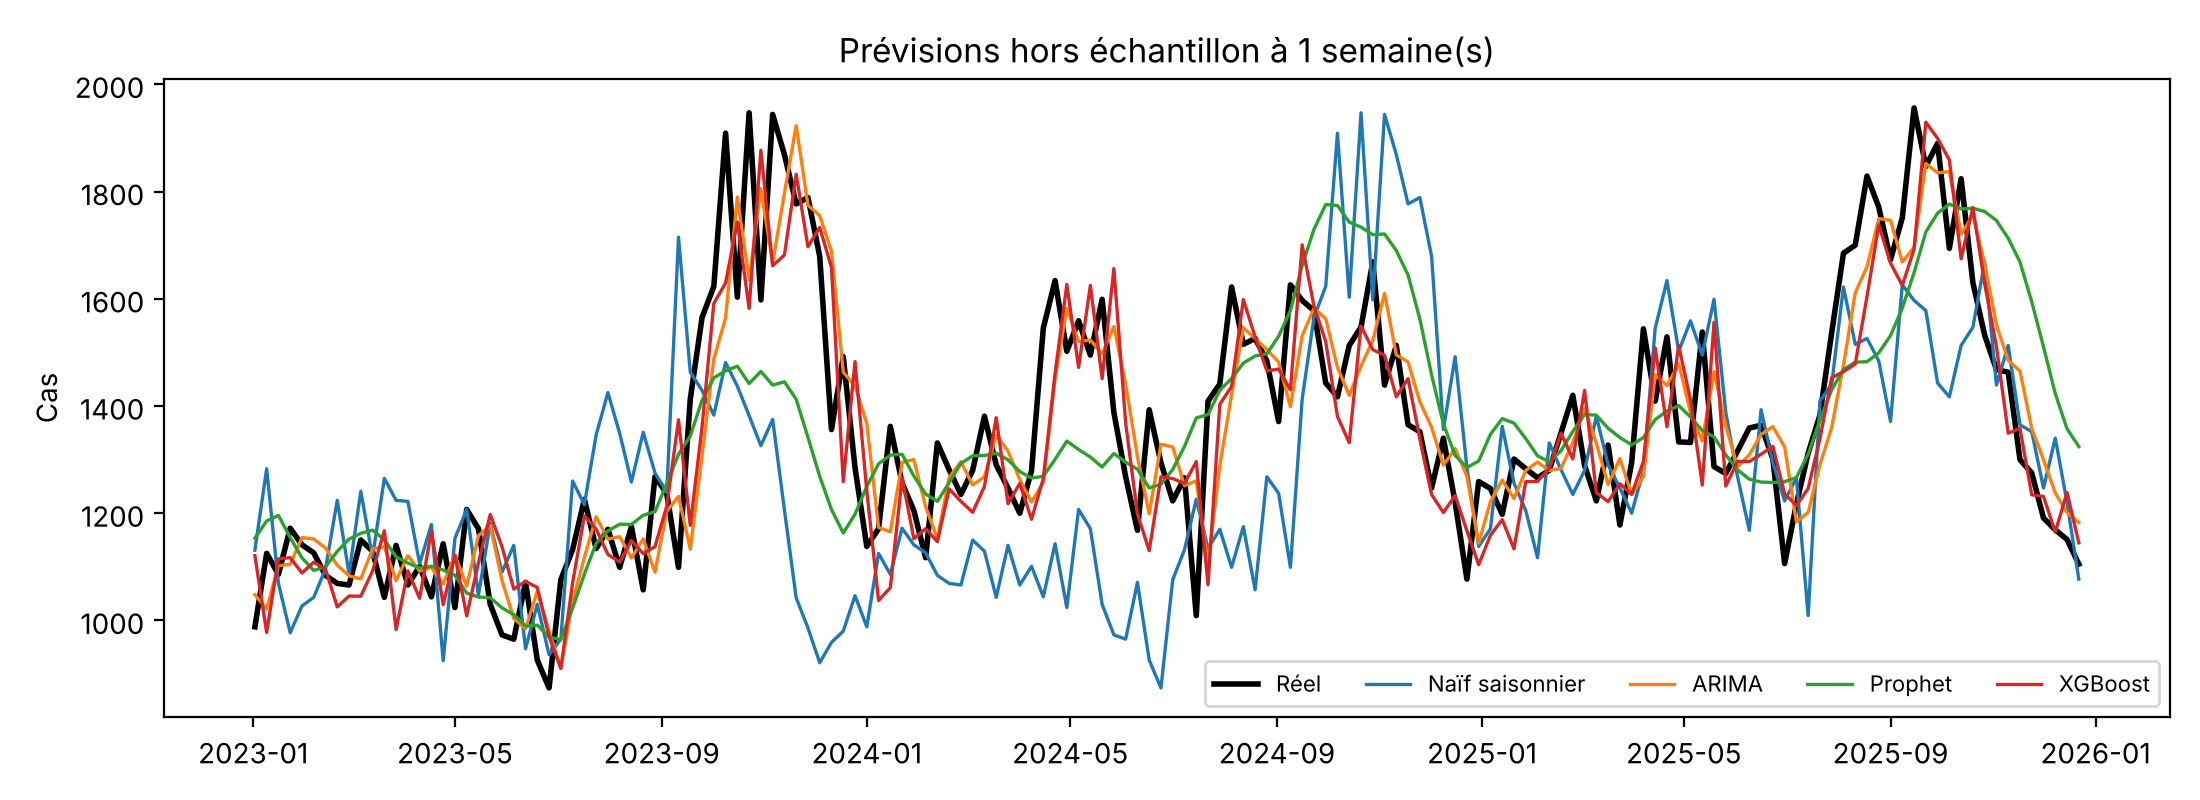 Prévisions hors échantillon à 1 semaine(s)
Cas
2000
1800
1600
1400
1200
1000
Réel
Naïf saisonnier
ARIMA
Prophet
XGBoost
2023-01
2023-05
2023-09
2024-01
2024-05
2024-09
2025-01
2025-05
2025-09
2026-01